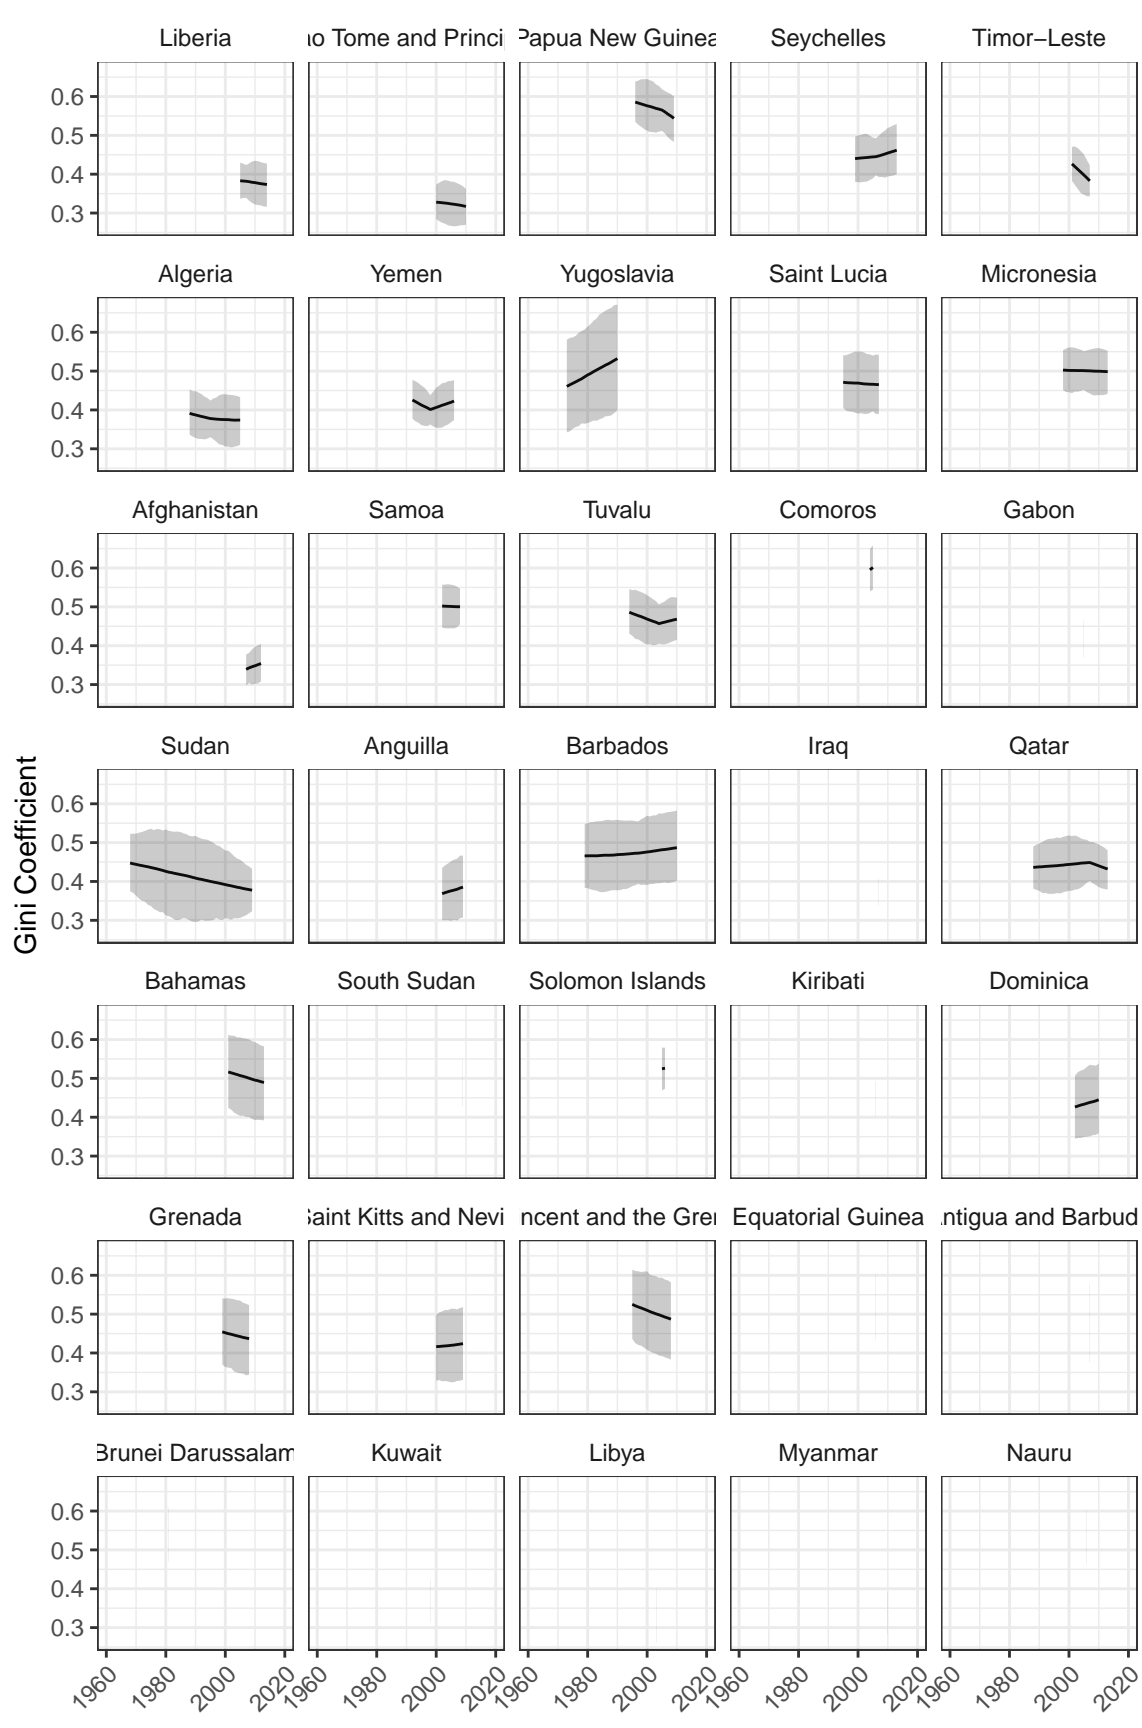 Liberia
ao Tome and Princip
Papua New Guinea
Seychelles
Timor−Leste
0.6
0.5
0.4
0.3
Algeria
Yemen
Yugoslavia
Saint Lucia
Micronesia
0.6
0.5
0.4
0.3
Afghanistan
Samoa
Tuvalu
Comoros
Gabon
0.6
0.5
0.4
0.3
Sudan
Anguilla
Barbados
Iraq
Qatar
0.6
0.5
0.4
0.3
Gini Coefficient
Bahamas
South Sudan
Solomon Islands
Kiribati
Dominica
0.6
0.5
0.4
0.3
Grenada
Saint Kitts and Nevi
ncent and the Gren
Equatorial Guinea
Antigua and Barbud
0.6
0.5
0.4
0.3
Brunei Darussalam
Kuwait
Libya
Myanmar
Nauru
0.6
0.5
0.4
0.3
1960
1980
2000
2020
1960
1980
2000
2020
1960
1980
2000
2020
1960
1980
2000
2020
1960
1980
2000
2020